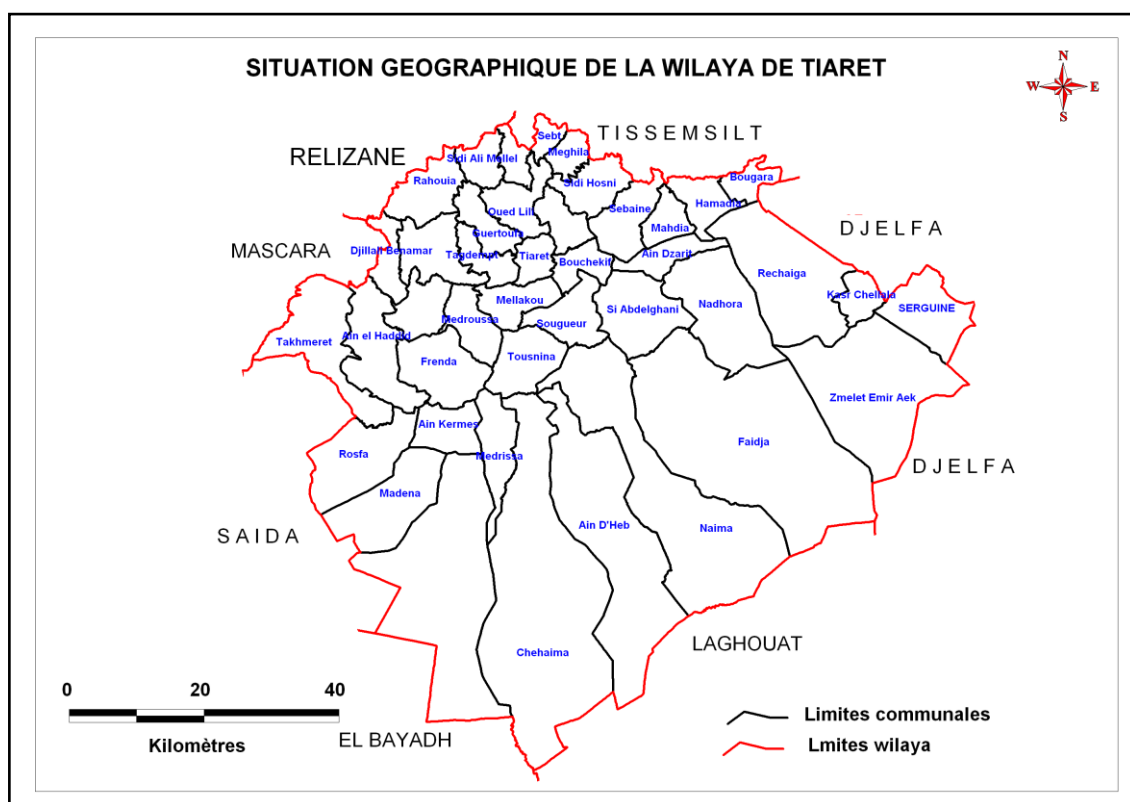 SITUATION GEOGRAPHIQUE DE LA WILAYA DE TIARET
N
W
E
S
TISSEMSILT
RELIZANE
MASCARA
DJELFA
SAIDA
DJELFA
LAGHOUAT
EL BAYADH
Sebt
Meghila
Sidi Ali Mellel
Rahouia
Sidi Hosni
Bougara
Hamadia
Oued Lili
Sebaine
Mahdia
Guertoufa
Djillali Benamar
Tagdempt
Tiaret
Bouchekif
Ain Dzarit
Rechaiga
Kasr Chellala
SERGUINE
Mellakou
Nadhora
Si Abdelghani
Medroussa
Sougueur
Takhmeret
Ain el Haddid
Frenda
Tousnina
Zmelet Emir Aek
Ain Kermes
Faidja
Rosfa
Medrissa
Madena
Ain D'Heb
Naima
Chehaima
0 20 40
Kilomètres
Limites communales
Lmites wilaya